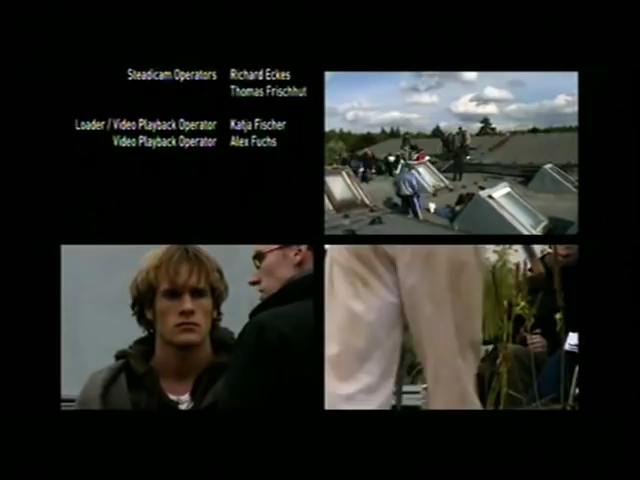 Steadicam Operators Richard Eckes
Thomas Frischhut
Loader / Video Playback Operator Katja Fischer
Video Playback Operator Alex Fuchs